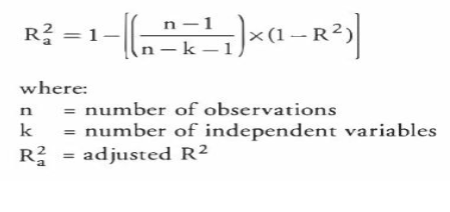 R²ₐ = 1 − [((n − 1)/(n − k − 1)) × (1 − R²)]
where:
n = number of observations
k = number of independent variables
R²ₐ = adjusted R²